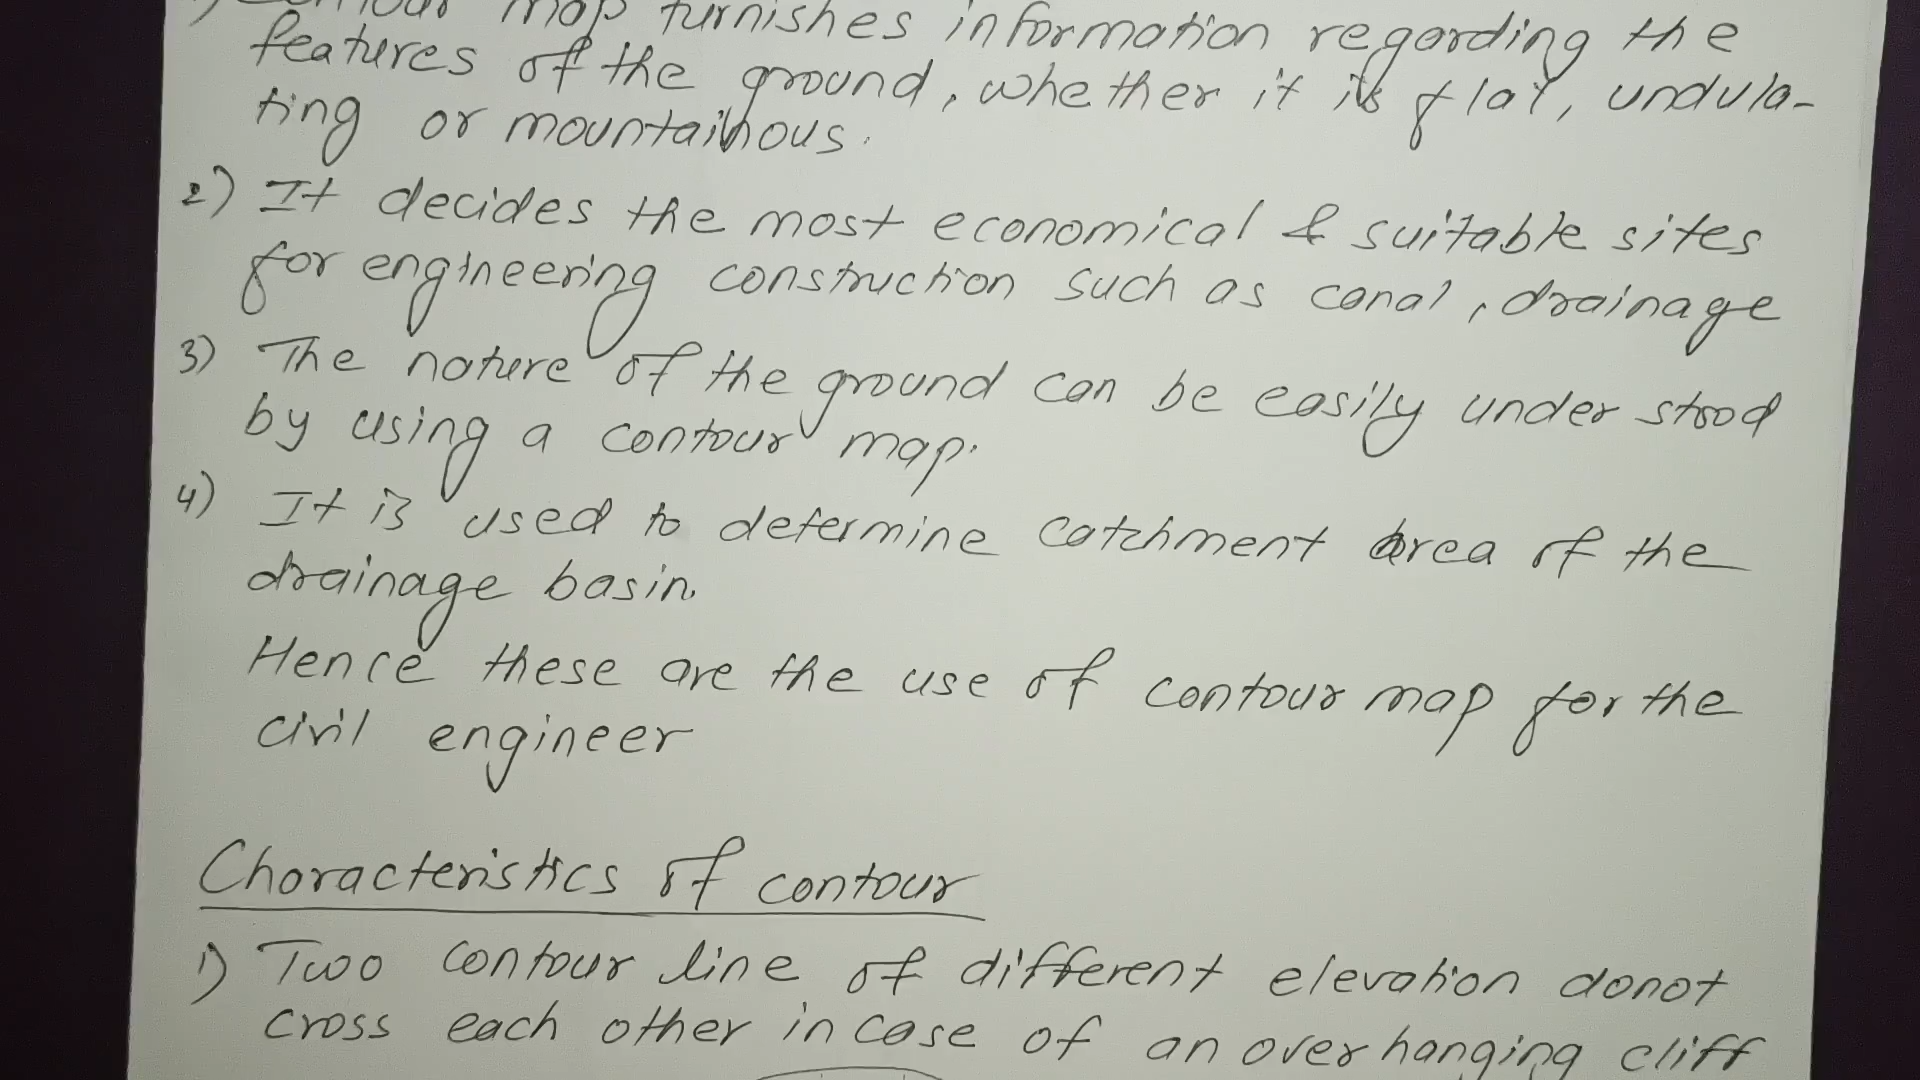 1) Contour map furnishes information regarding the
features of the ground, whether it is flat, undula-
ting or mountainous.
2) It decides the most economical & suitable sites
for engineering construction such as canal, drainage
3) The nature of the ground can be easily under stood
by using a contour map.
4) It is used to determine catchment area of the
drainage basin.
Hence these are the use of contour map for the
civil engineer
Characteristics of contour
1) Two contour line of different elevation donot
cross each other in case of an over hanging cliff